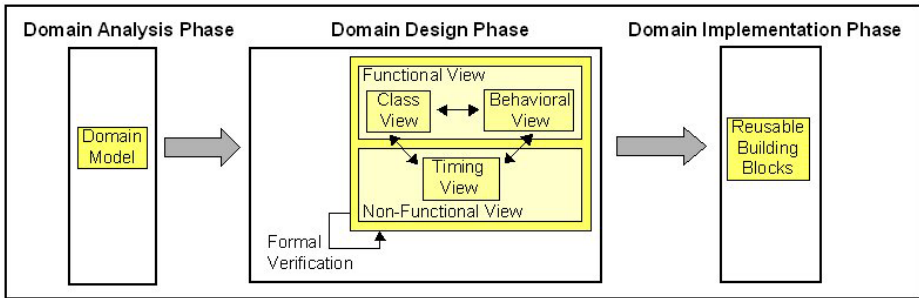 Domain Analysis Phase
Domain Design Phase
Domain Implementation Phase
Domain
Model
Functional View
Class
View
Behavioral
View
Timing
View
Non-Functional View
Formal
Verification
Reusable
Building
Blocks